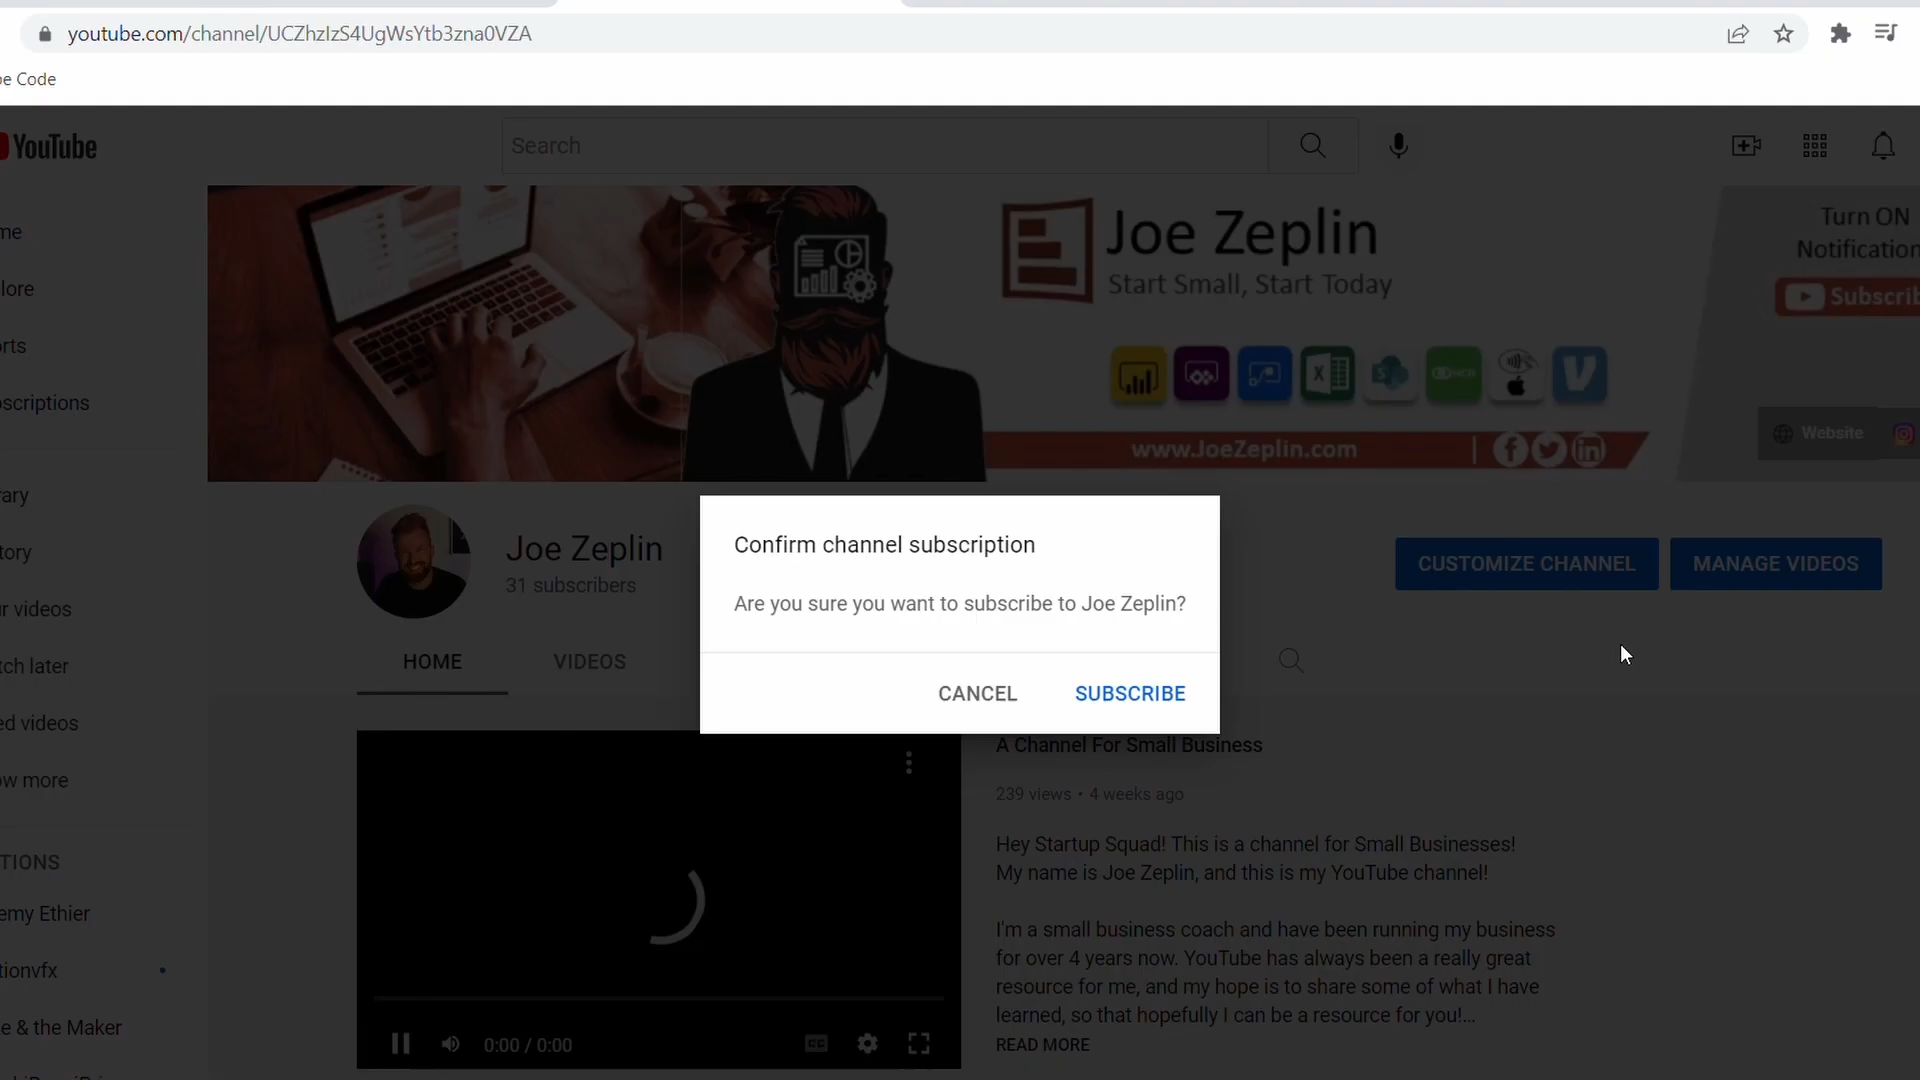 youtube.com/channel/UCZhzIzS4UgWsYtb3zna0VZA
be Code
YouTube
Search
me
lore
orts
scriptions
rary
tory
r videos
tch later
ed videos
ow more
TIONS
emy Ethier
tionvfx
e & the Maker
Joe Zeplin
Start Small, Start Today
www.JoeZeplin.com
Turn ON
Notification
Subscrib
Website
Joe Zeplin
31 subscribers
CUSTOMIZE CHANNEL
MANAGE VIDEOS
HOME
VIDEOS
Confirm channel subscription
Are you sure you want to subscribe to Joe Zeplin?
CANCEL
SUBSCRIBE
0:00 / 0:00
CC
A Channel For Small Business
239 views • 4 weeks ago
Hey Startup Squad! This is a channel for Small Businesses!
My name is Joe Zeplin, and this is my YouTube channel!
I'm a small business coach and have been running my business
for over 4 years now. YouTube has always been a really great
resource for me, and my hope is to share some of what I have
learned, so that hopefully I can be a resource for you!...
READ MORE